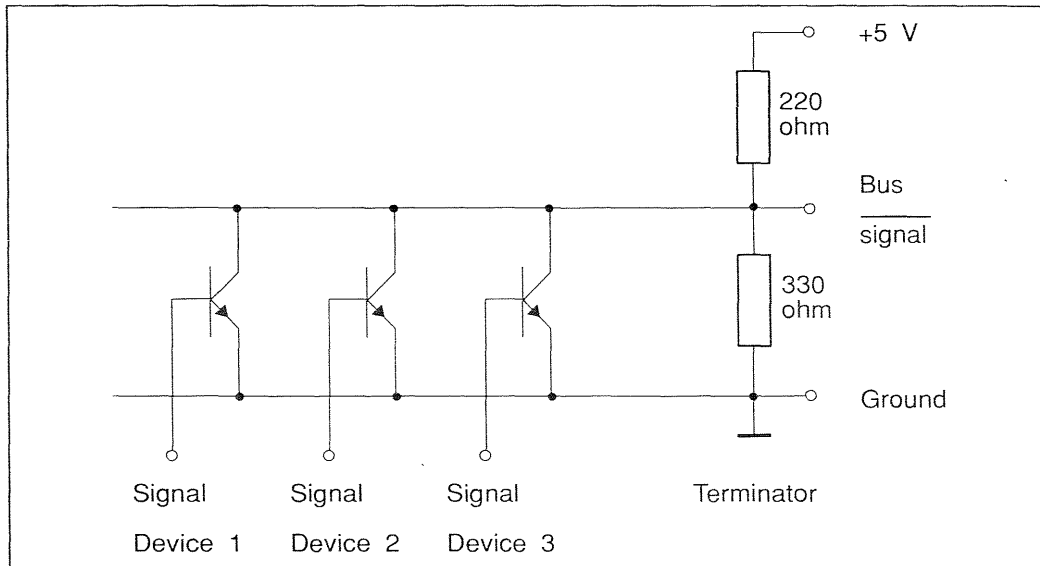 +5 V
220
ohm
Bus
signal
330
ohm
Ground
Signal
Signal
Signal
Terminator
Device 1
Device 2
Device 3